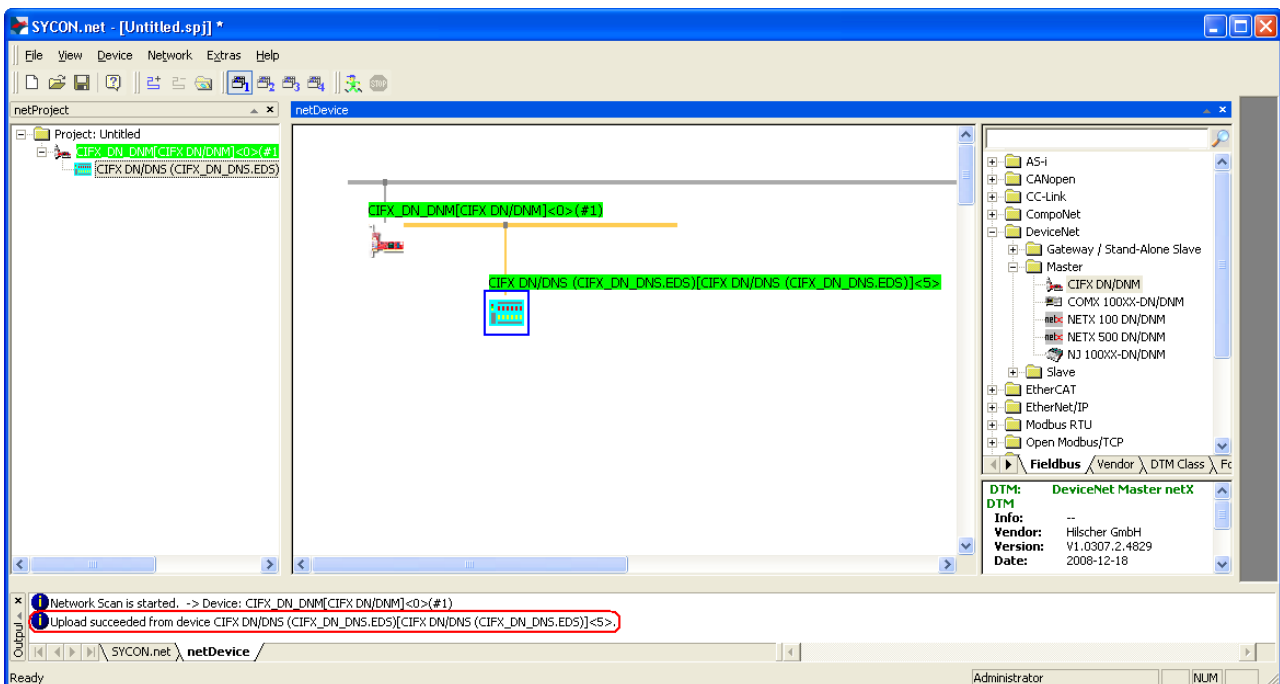 SYCON.net - [Untitled.spj] *
File View Device Network Extras Help
netProject
Project: Untitled
CIFX_DN_DNM[CIFX DN/DNM]<0>(#1
CIFX DN/DNS (CIFX_DN_DNS.EDS)
netDevice
CIFX_DN_DNM[CIFX DN/DNM]<0>(#1)
CIFX DN/DNS (CIFX_DN_DNS.EDS)[CIFX DN/DNS (CIFX_DN_DNS.EDS)]<5>
AS-i
CANopen
CC-Link
CompoNet
DeviceNet
Gateway / Stand-Alone Slave
Master
CIFX DN/DNM
COMX 100XX-DN/DNM
NETX 100 DN/DNM
NETX 500 DN/DNM
NJ 100XX-DN/DNM
Slave
EtherCAT
EtherNet/IP
Modbus RTU
Open Modbus/TCP
Fieldbus Vendor DTM Class Fc
DTM: DeviceNet Master netX
DTM
Info: --
Vendor: Hilscher GmbH
Version: V1.0307.2.4829
Date: 2008-12-18
Output
Network Scan is started. -> Device: CIFX_DN_DNM[CIFX DN/DNM]<0>(#1)
Upload succeeded from device CIFX DN/DNS (CIFX_DN_DNS.EDS)[CIFX DN/DNS (CIFX_DN_DNS.EDS)]<5>.
SYCON.net netDevice
Ready Administrator NUM